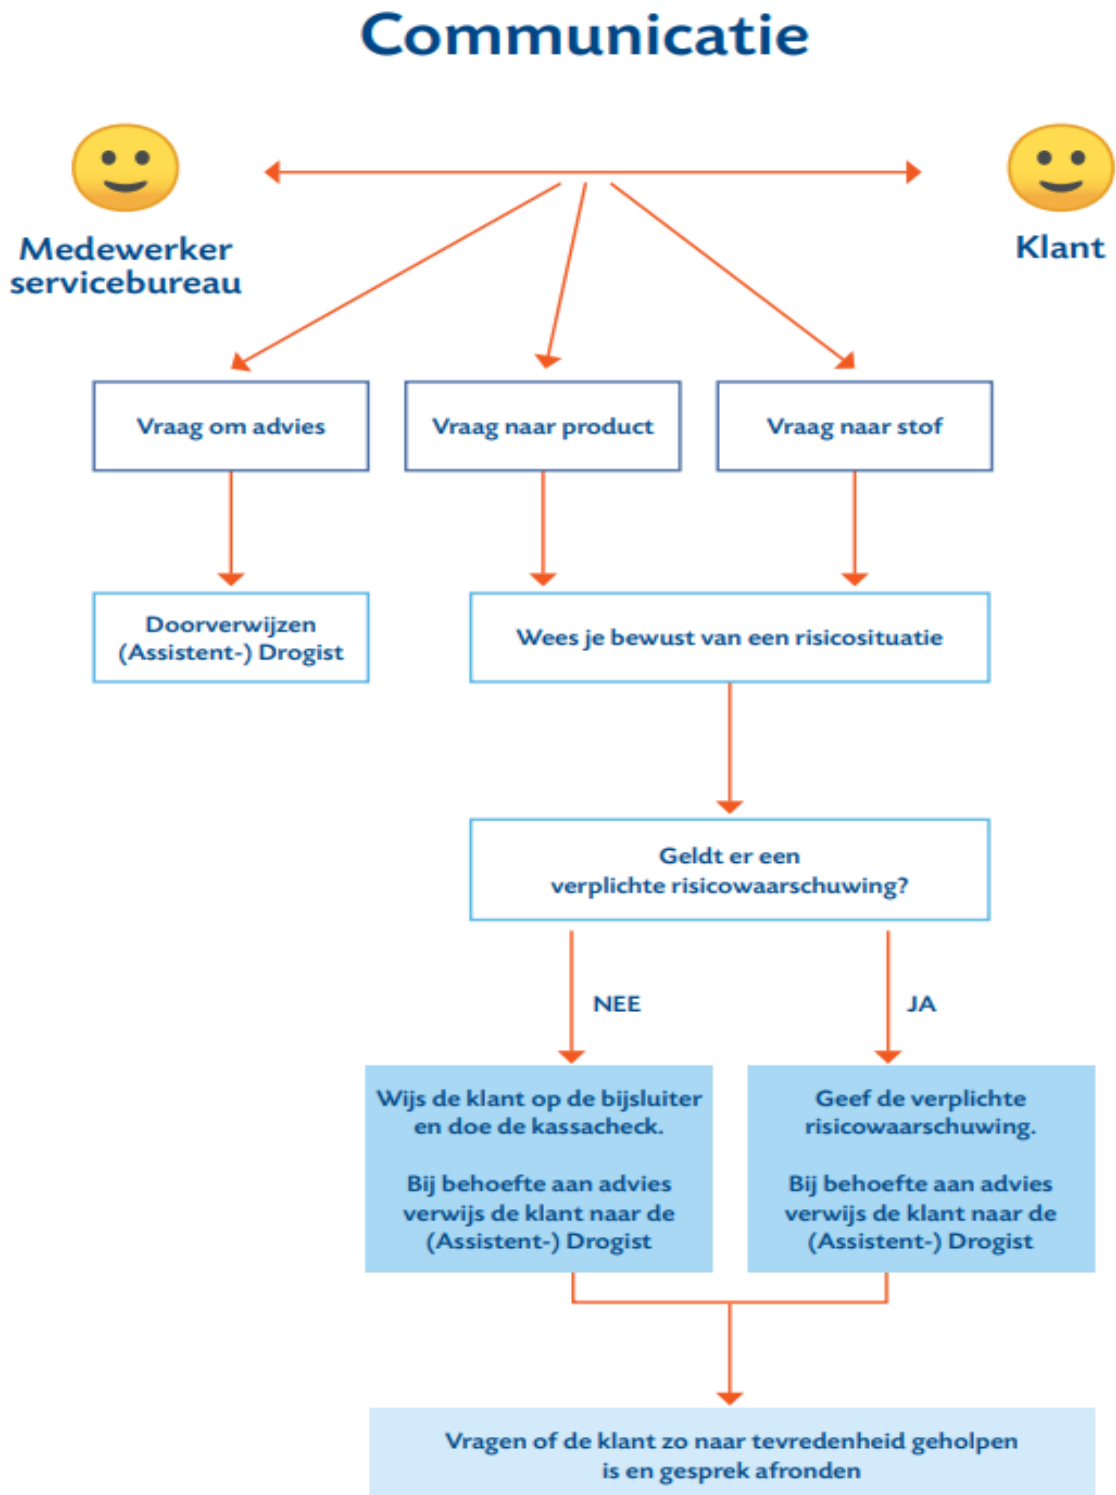 Communicatie
Medewerker
servicebureau
Klant
Vraag om advies
Vraag naar product
Vraag naar stof
Doorverwijzen
(Assistent-) Drogist
Wees je bewust van een risicosituatie
Geldt er een
verplichte risicowaarschuwing?
NEE
JA
Wijs de klant op de bijsluiter
en doe de kassacheck.
Bij behoefte aan advies
verwijs de klant naar de
(Assistent-) Drogist
Geef de verplichte
risicowaarschuwing.
Bij behoefte aan advies
verwijs de klant naar de
(Assistent-) Drogist
Vragen of de klant zo naar tevredenheid geholpen
is en gesprek afronden